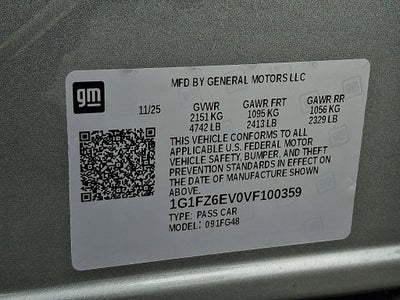 gm
MFD BY GENERAL MOTORS LLC
11/25 GVWR GAWR FRT GAWR RR
2151 KG 1095 KG 1056 KG
4742 LB 2413 LB 2329 LB
THIS VEHICLE CONFORMS TO ALL
APPLICABLE U.S. FEDERAL MOTOR
VEHICLE SAFETY, BUMPER, AND THEFT
PREVENTION STANDARDS IN EFFECT ON
THE DATE OF MANUFACTURE SHOWN
ABOVE.
1G1FZ6EV0VF100359
TYPE: PASS CAR
MODEL: 091FG48